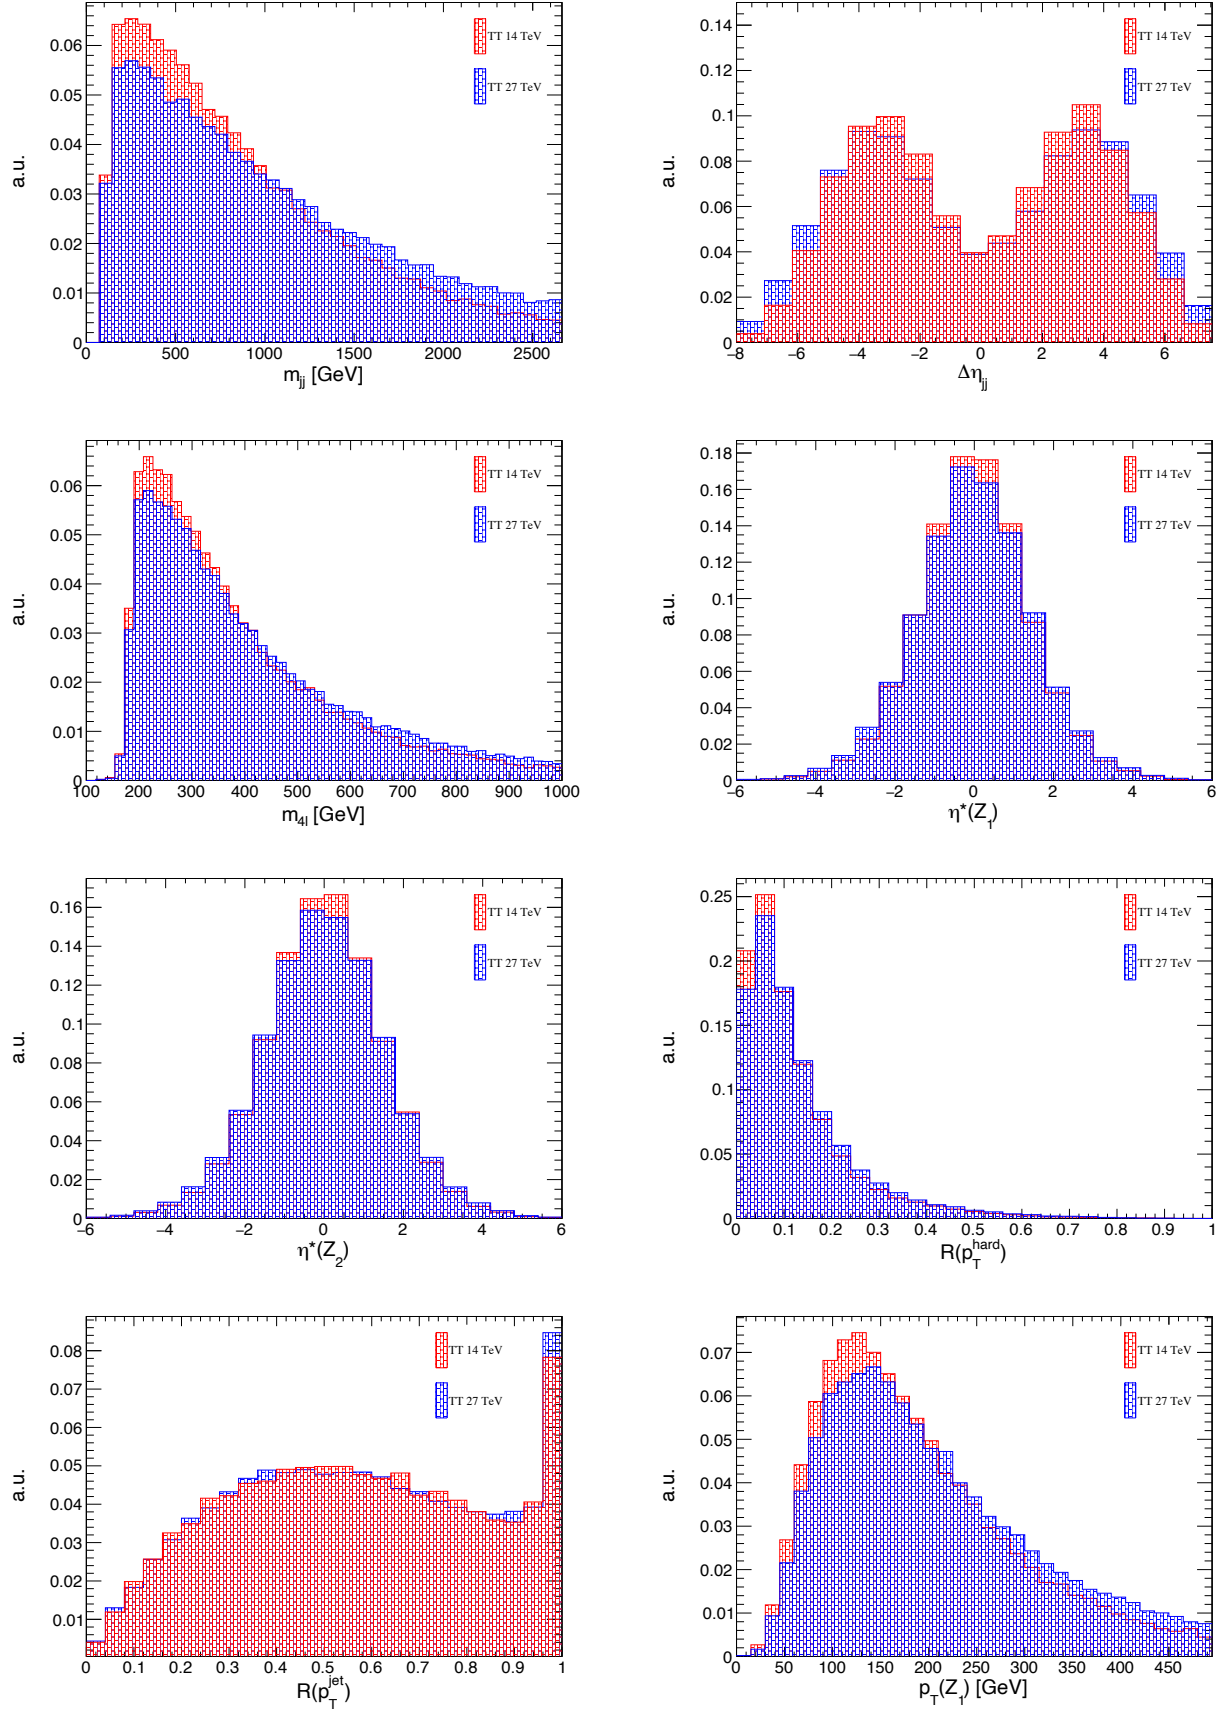 a.u.
0.06
0.05
0.04
0.03
0.02
0.01
0
TT 14 TeV
TT 27 TeV
0 500 1000 1500 2000 2500
m_jj [GeV]
a.u.
0.14
0.12
0.1
0.08
0.06
0.04
0.02
0
TT 14 TeV
TT 27 TeV
−8 −6 −4 −2 0 2 4 6
Δη_jj
a.u.
0.06
0.05
0.04
0.03
0.02
0.01
0
TT 14 TeV
TT 27 TeV
100 200 300 400 500 600 700 800 900 1000
m_4l [GeV]
a.u.
0.18
0.16
0.14
0.12
0.1
0.08
0.06
0.04
0.02
0
TT 14 TeV
TT 27 TeV
−6 −4 −2 0 2 4 6
η*(Z_1)
a.u.
0.16
0.14
0.12
0.1
0.08
0.06
0.04
0.02
0
TT 14 TeV
TT 27 TeV
−6 −4 −2 0 2 4 6
η*(Z_2)
a.u.
0.25
0.2
0.15
0.1
0.05
0
TT 14 TeV
TT 27 TeV
0 0.1 0.2 0.3 0.4 0.5 0.6 0.7 0.8 0.9 1
R(p_T^hard)
a.u.
0.08
0.07
0.06
0.05
0.04
0.03
0.02
0.01
TT 14 TeV
TT 27 TeV
0 0.1 0.2 0.3 0.4 0.5 0.6 0.7 0.8 0.9 1
R(p_T^jet)
a.u.
0.07
0.06
0.05
0.04
0.03
0.02
0.01
0
TT 14 TeV
TT 27 TeV
0 50 100 150 200 250 300 350 400 450
p_T(Z_1) [GeV]